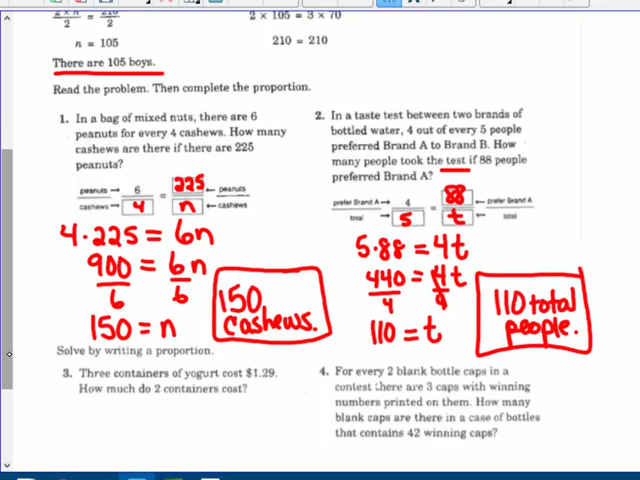 2 × n = 210
2 2
2 × 105 = 3 × 70
n = 105
210 = 210
There are 105 boys.
Read the problem. Then complete the proportion.
1. In a bag of mixed nuts, there are 6
peanuts for every 4 cashews. How many
cashews are there if there are 225
peanuts?
peanuts → 6 = 225 ← peanuts
cashews → 4 n ← cashews
4 · 225 = 6n
900 = 6n
6 6
150 = n
150
cashews.
2. In a taste test between two brands of
bottled water, 4 out of every 5 people
preferred Brand A to Brand B. How
many people took the test if 88 people
preferred Brand A?
prefer Brand A → 4 = 88 ← prefer Brand A
total → 5 t ← total
5 · 88 = 4t
440 = 4t
4 4
110 = t
110 total
people.
Solve by writing a proportion.
3. Three containers of yogurt cost $1.29.
How much do 2 containers cost?
4. For every 2 blank bottle caps in a
contest there are 3 caps with winning
numbers printed on them. How many
blank caps are there in a case of bottles
that contains 42 winning caps?